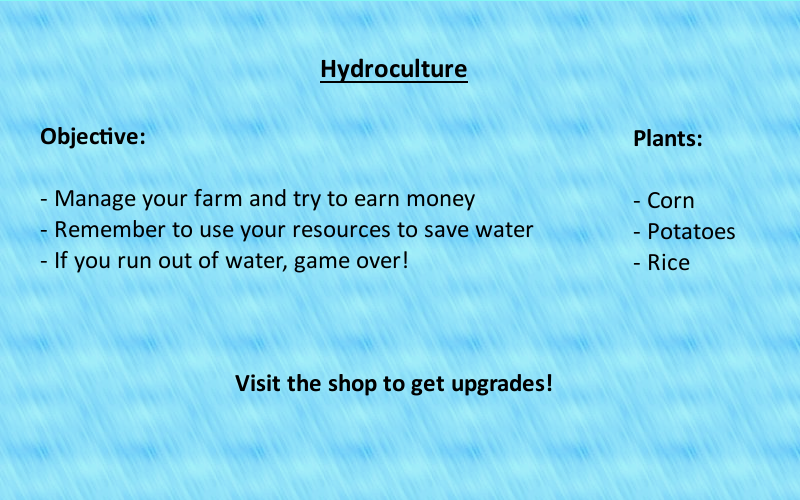 Hydroculture
Objective:
- Manage your farm and try to earn money
- Remember to use your resources to save water
- If you run out of water, game over!
Plants:
- Corn
- Potatoes
- Rice
Visit the shop to get upgrades!